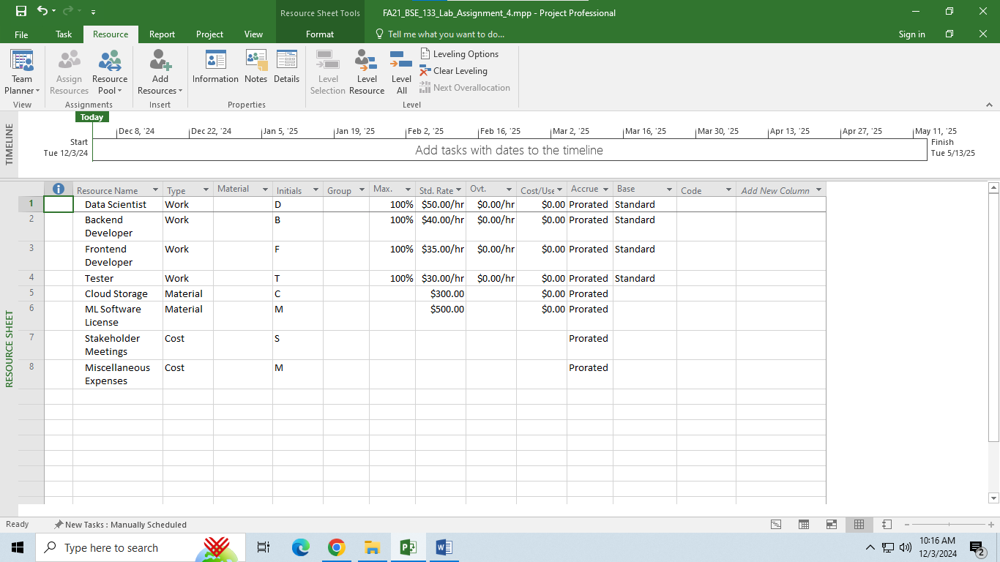 Resource Sheet Tools
FA21_BSE_133_Lab_Assignment_4.mpp - Project Professional
File Task Resource Report Project View Format Tell me what you want to do... Sign in
Team Planner
Assign Resources
Resource Pool
Add Resources
Information
Notes
Details
Level Selection
Level Resource
Level All
Leveling Options
Clear Leveling
Next Overallocation
View Assignments Insert Properties Level
TIMELINE
Today
Dec 8, '24 Dec 22, '24 Jan 5, '25 Jan 19, '25 Feb 2, '25 Feb 16, '25 Mar 2, '25 Mar 16, '25 Mar 30, '25 Apr 13, '25 Apr 27, '25 May 11, '25
Start
Tue 12/3/24
Add tasks with dates to the timeline
Finish
Tue 5/13/25
RESOURCE SHEET
Resource Name Type Material Initials Group Max. Std. Rate Ovt. Cost/Use Accrue Base Code Add New Column
1 Data Scientist Work D 100% $50.00/hr $0.00/hr $0.00 Prorated Standard
2 Backend Work B 100% $40.00/hr $0.00/hr $0.00 Prorated Standard
Developer
3 Frontend Work F 100% $35.00/hr $0.00/hr $0.00 Prorated Standard
Developer
4 Tester Work T 100% $30.00/hr $0.00/hr $0.00 Prorated Standard
5 Cloud Storage Material C $300.00 $0.00 Prorated
6 ML Software Material M $500.00 $0.00 Prorated
License
7 Stakeholder Cost S Prorated
Meetings
8 Miscellaneous Cost M Prorated
Expenses
Ready New Tasks : Manually Scheduled
Type here to search
10:16 AM
12/3/2024
2